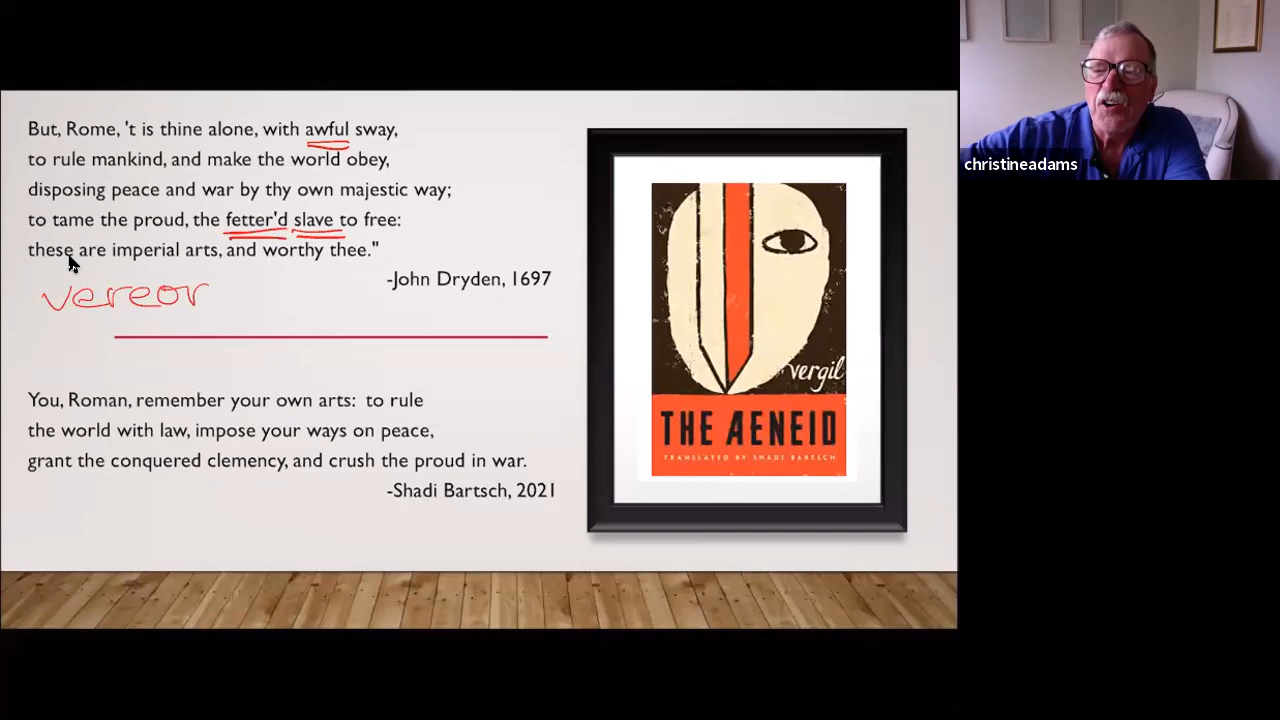 But, Rome, 't is thine alone, with awful sway,
to rule mankind, and make the world obey,
disposing peace and war by thy own majestic way;
to tame the proud, the fetter'd slave to free:
these are imperial arts, and worthy thee."
-John Dryden, 1697
vereor
You, Roman, remember your own arts: to rule
the world with law, impose your ways on peace,
grant the conquered clemency, and crush the proud in war.
-Shadi Bartsch, 2021
vergil
THE AENEID
TRANSLATED BY SHADI BARTSCH
christineadams